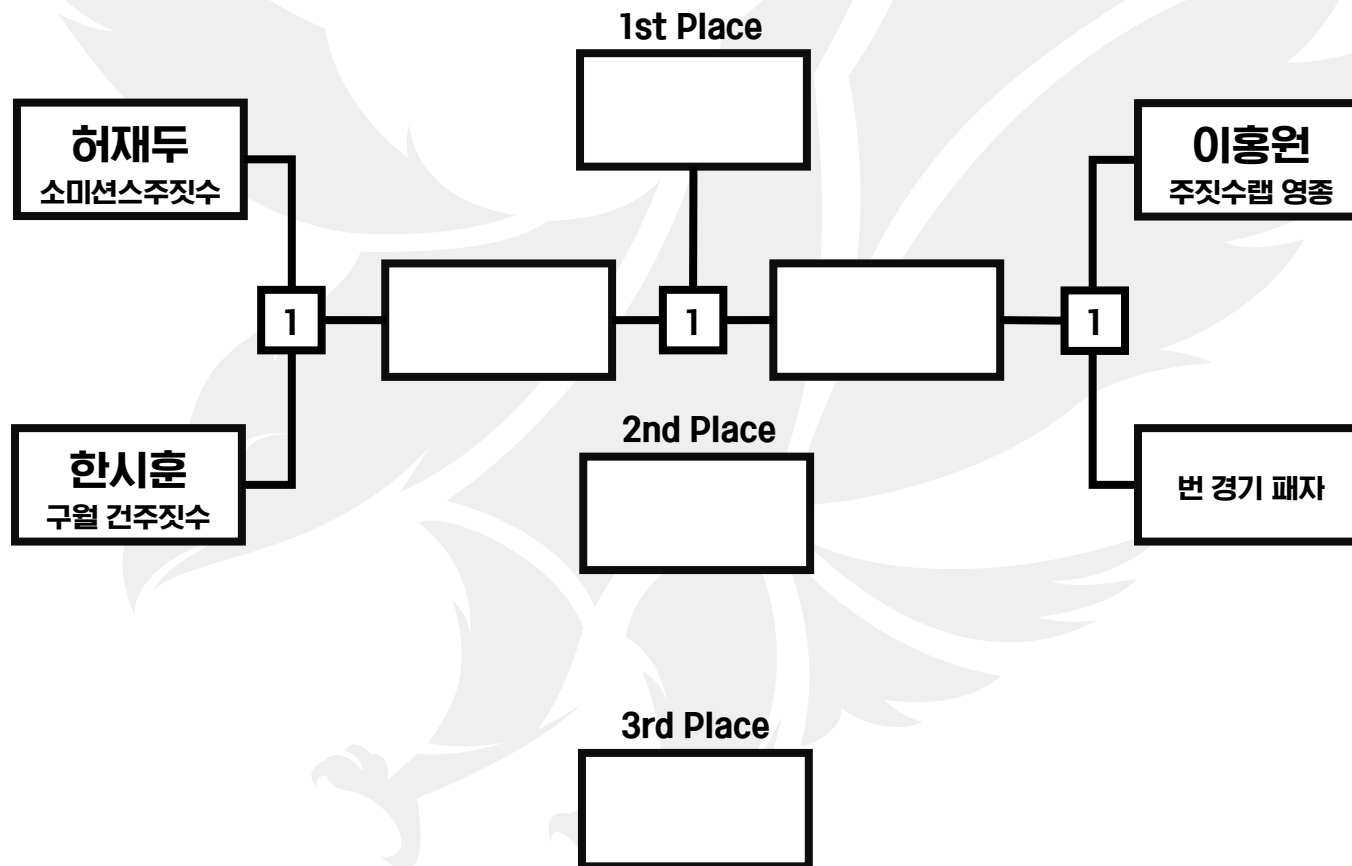 1st Place
허재두
소미션스주짓수
이홍원
주짓수랩 영종
1
1
1
2nd Place
한시훈
구월 건주짓수
번 경기 패자
3rd Place